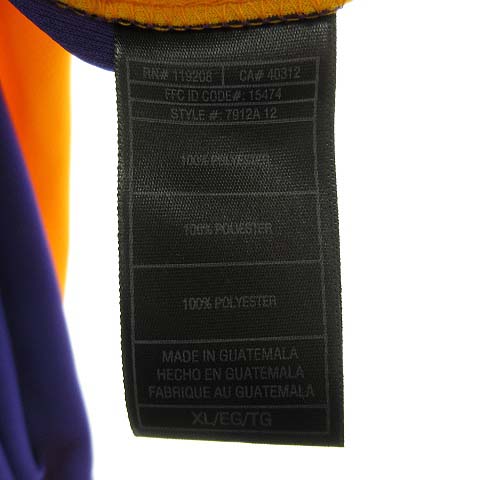 RN# 119208 CA# 40312
FFC ID CODE#: 15474
STYLE #: 7912A 12
100% POLYESTER
100% POLYESTER
100% POLYESTER
MADE IN GUATEMALA
HECHO EN GUATEMALA
FABRIQUE AU GUATEMALA
XL/EG/TG